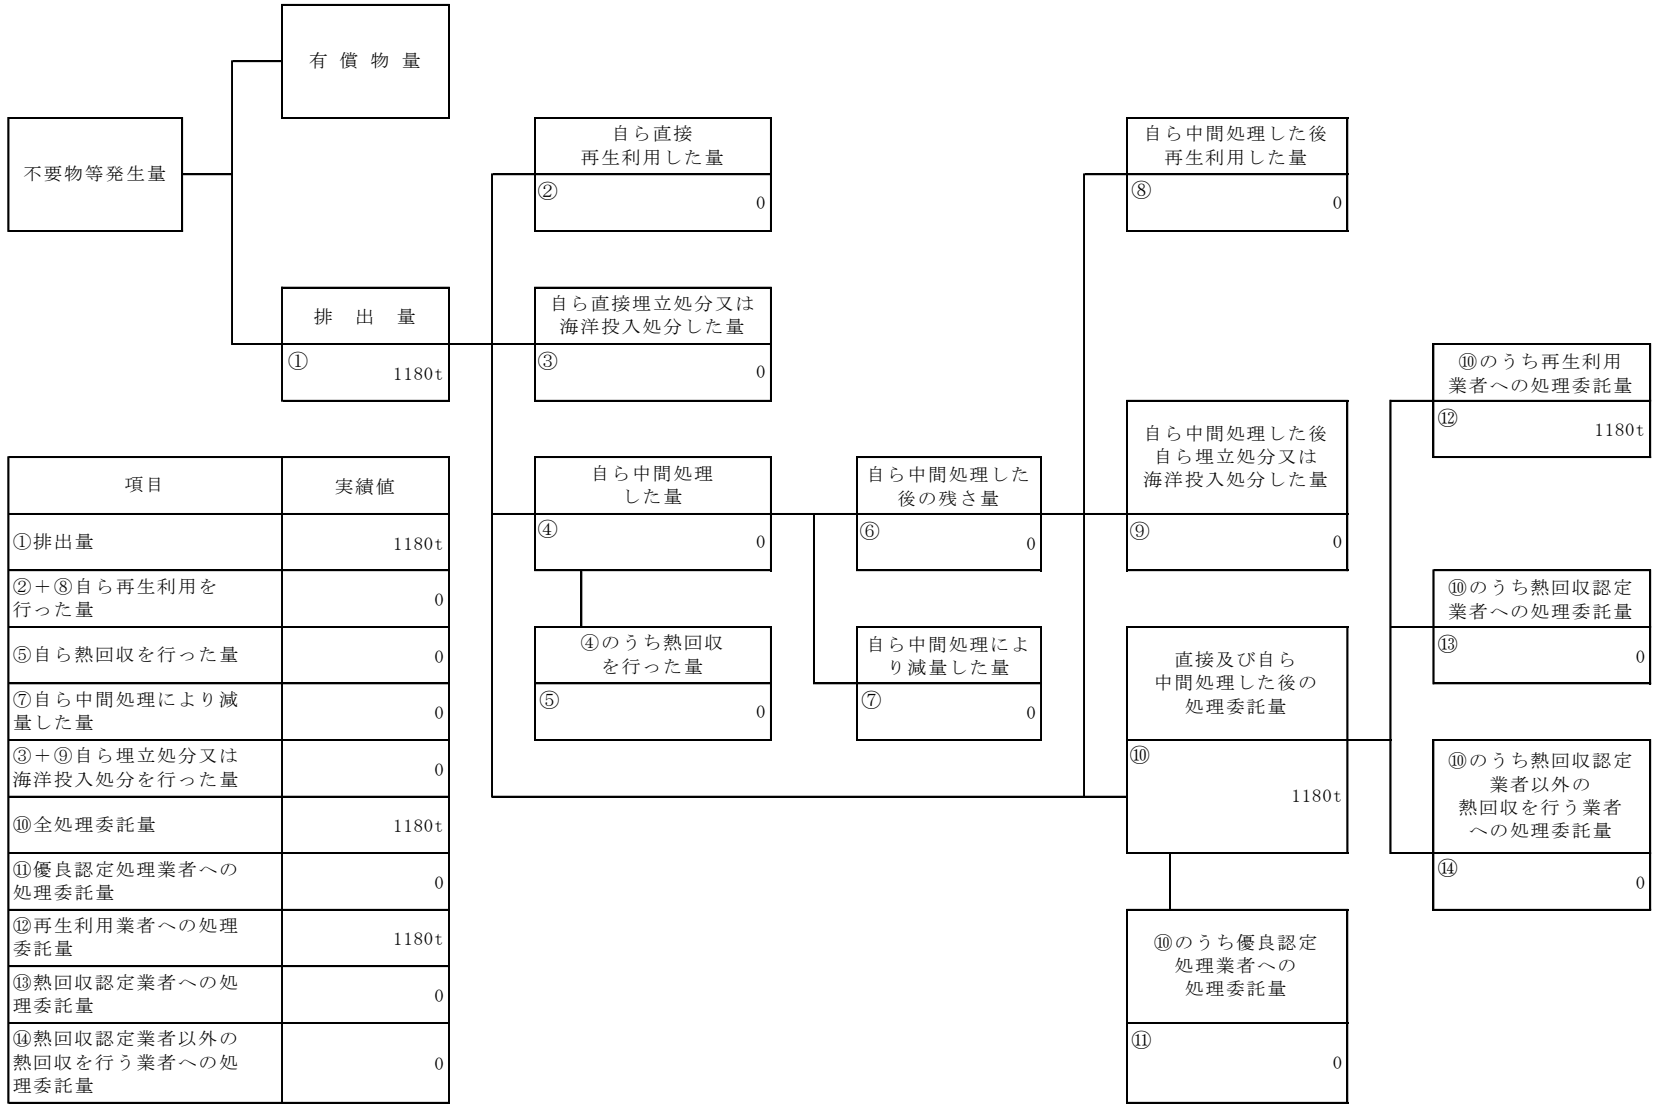 有償物量
不要物等発生量
排出量
①
1180t
自ら直接
再生利用した量
②
0
自ら直接埋立処分又は
海洋投入処分した量
③
0
自ら中間処理
した量
④
0
④のうち熱回収
を行った量
⑤
0
自ら中間処理した
後の残さ量
⑥
0
自ら中間処理によ
り減量した量
⑦
0
自ら中間処理した後
再生利用した量
⑧
0
自ら中間処理した後
自ら埋立処分又は
海洋投入処分した量
⑨
0
直接及び自ら
中間処理した後の
処理委託量
⑩
1180t
⑩のうち優良認定
処理業者への
処理委託量
⑪
0
⑩のうち再生利用
業者への処理委託量
⑫
1180t
⑩のうち熱回収認定
業者への処理委託量
⑬
0
⑩のうち熱回収認定
業者以外の
熱回収を行う業者
への処理委託量
⑭
0
項目 実績値
①排出量 1180t
②+⑧自ら再生利用を
行った量 0
⑤自ら熱回収を行った量 0
⑦自ら中間処理により減
量した量 0
③+⑨自ら埋立処分又は
海洋投入処分を行った量 0
⑩全処理委託量 1180t
⑪優良認定処理業者への
処理委託量 0
⑫再生利用業者への処理
委託量 1180t
⑬熱回収認定業者への処
理委託量 0
⑭熱回収認定業者以外の
熱回収を行う業者への処
理委託量 0